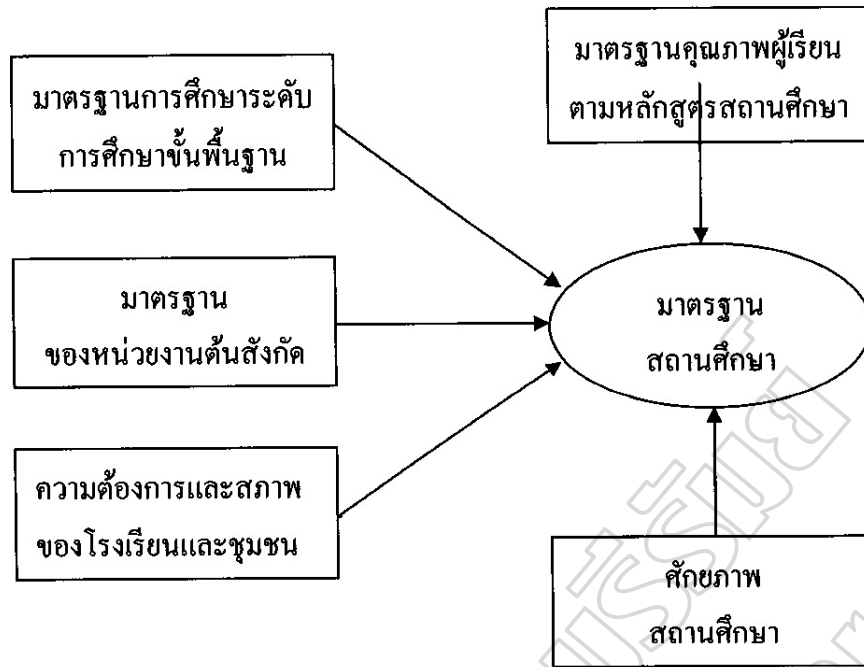 มาตรฐานการศึกษาระดับ
การศึกษาขั้นพื้นฐาน
มาตรฐานคุณภาพผู้เรียน
ตามหลักสูตรสถานศึกษา
มาตรฐาน
ของหน่วยงานต้นสังกัด
มาตรฐาน
สถานศึกษา
ความต้องการและสภาพ
ของโรงเรียนและชุมชน
ศักยภาพ
สถานศึกษา